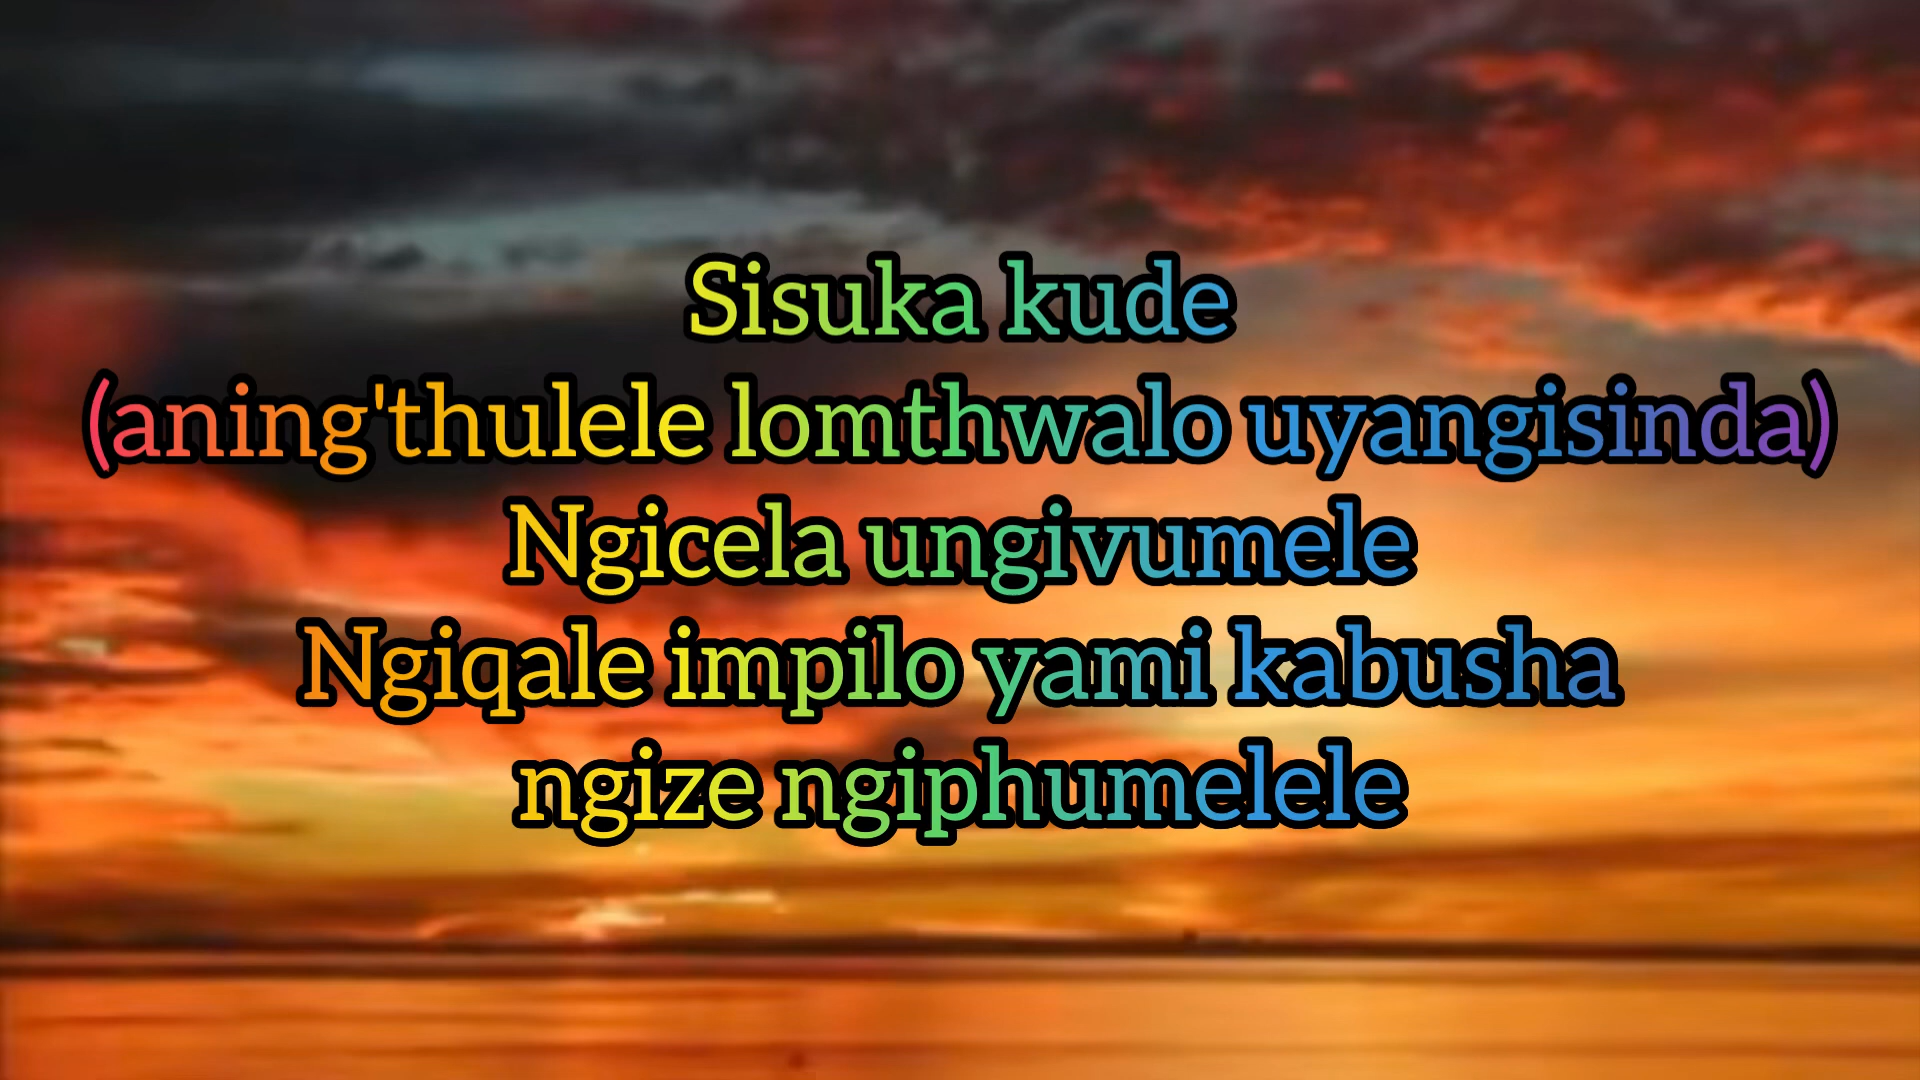 Sisuka kude
(aning'thulele lomthwalo uyangisinda)
Ngicela ungivumele
Ngiqale impilo yami kabusha
ngize ngiphumelele